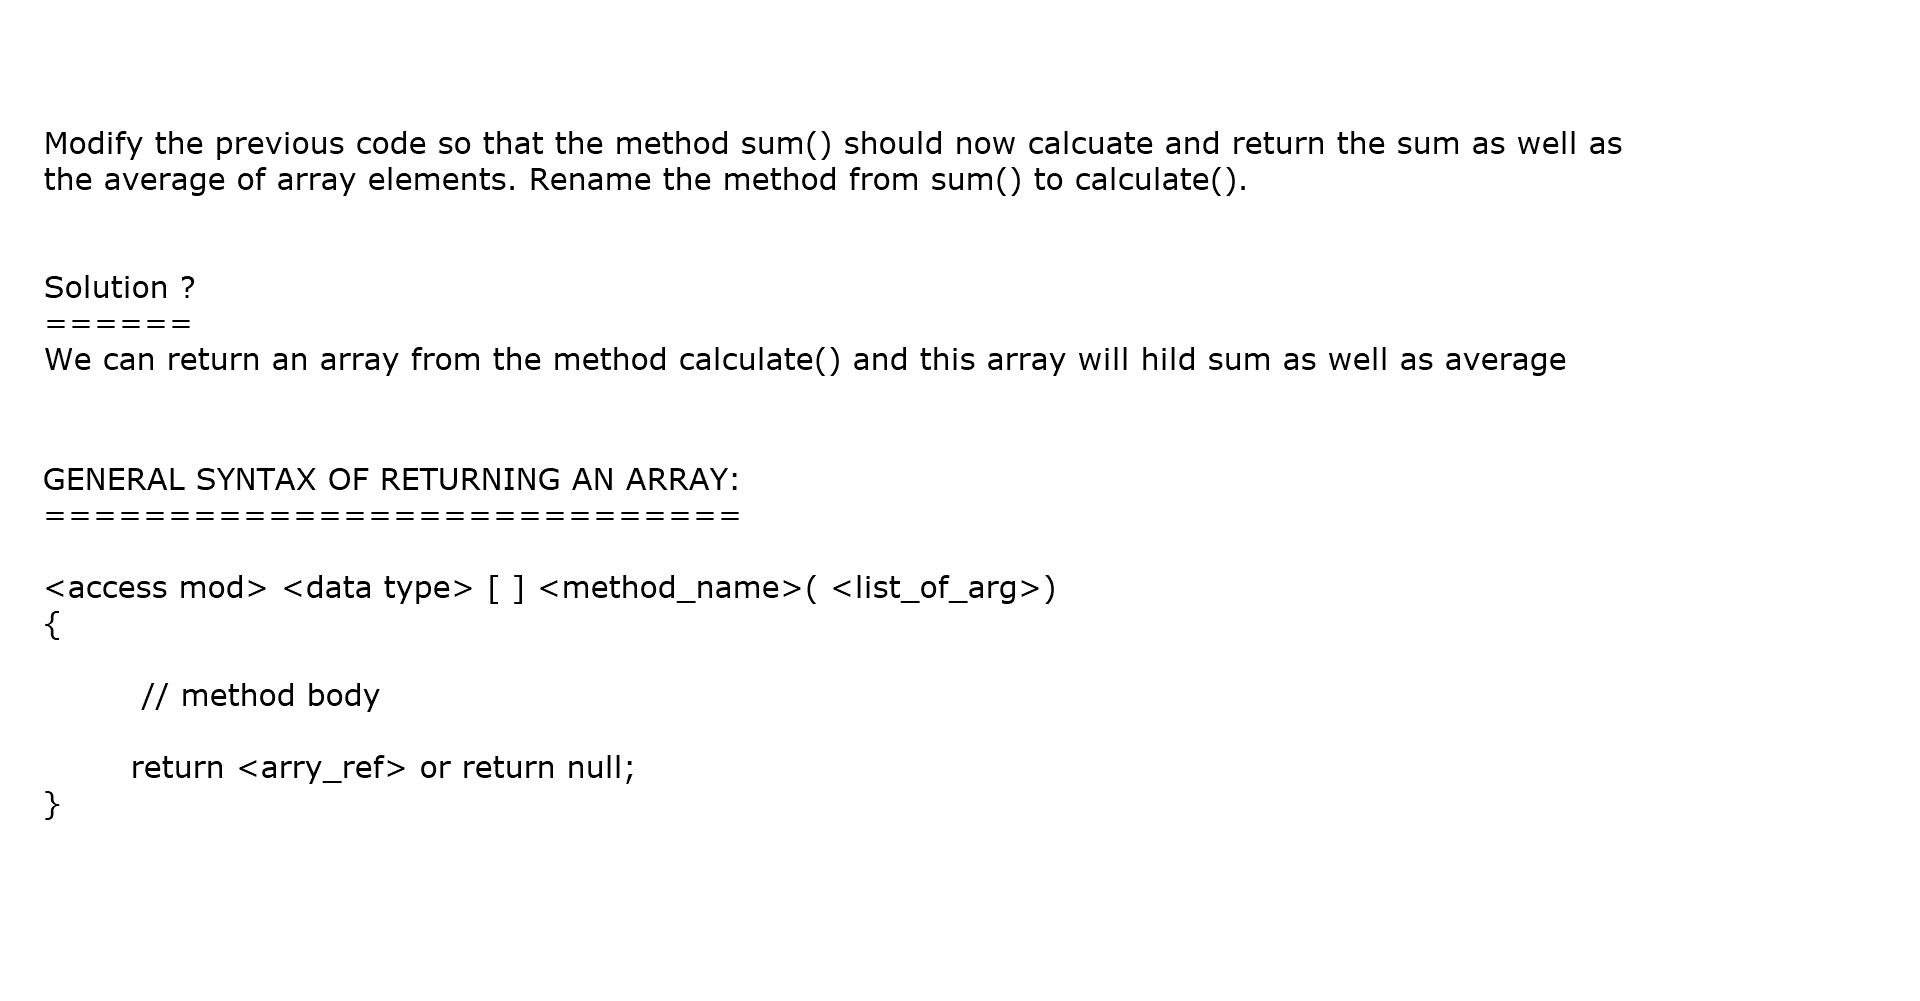 Modify the previous code so that the method sum() should now calcuate and return the sum as well as
the average of array elements. Rename the method from sum() to calculate().
Solution ?
======
We can return an array from the method calculate() and this array will hild sum as well as average
GENERAL SYNTAX OF RETURNING AN ARRAY:
============================
<access mod> <data type> [ ] <method_name>( <list_of_arg>)
{
// method body
return <arry_ref> or return null;
}